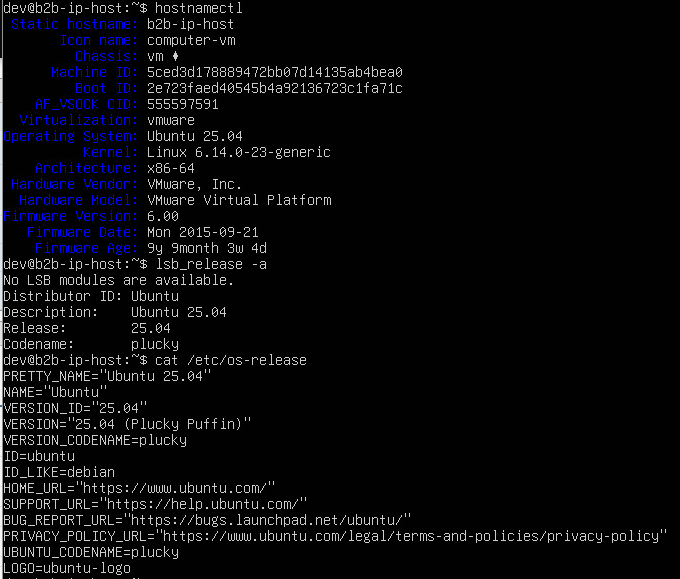 dev@b2b-ip-host:~$ hostnamectl
Static hostname: b2b-ip-host
Icon name: computer-vm
Chassis: vm
Machine ID: 5ced3d178889472bb07d14135ab4bea0
Boot ID: 2e723faed40545b4a92136723c1fa71c
AF_VSOCK CID: 555597591
Virtualization: vmware
Operating System: Ubuntu 25.04
Kernel: Linux 6.14.0-23-generic
Architecture: x86-64
Hardware Vendor: VMware, Inc.
Hardware Model: VMware Virtual Platform
Firmware Version: 6.00
Firmware Date: Mon 2015-09-21
Firmware Age: 9y 9month 3w 4d
dev@b2b-ip-host:~$ lsb_release -a
No LSB modules are available.
Distributor ID: Ubuntu
Description:    Ubuntu 25.04
Release:        25.04
Codename:       plucky
dev@b2b-ip-host:~$ cat /etc/os-release
PRETTY_NAME="Ubuntu 25.04"
NAME="Ubuntu"
VERSION_ID="25.04"
VERSION="25.04 (Plucky Puffin)"
VERSION_CODENAME=plucky
ID=ubuntu
ID_LIKE=debian
HOME_URL="https://www.ubuntu.com/"
SUPPORT_URL="https://help.ubuntu.com/"
BUG_REPORT_URL="https://bugs.launchpad.net/ubuntu/"
PRIVACY_POLICY_URL="https://www.ubuntu.com/legal/terms-and-policies/privacy-policy"
UBUNTU_CODENAME=plucky
LOGO=ubuntu-logo